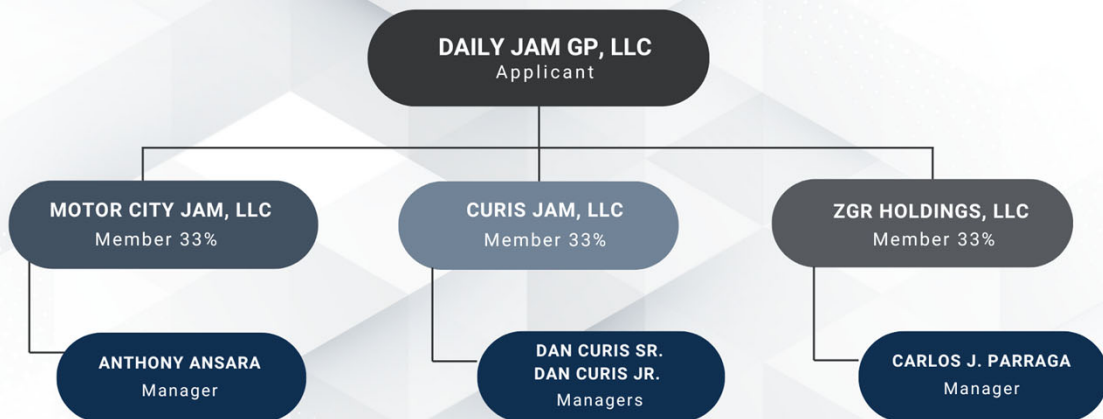 DAILY JAM GP, LLC
Applicant
MOTOR CITY JAM, LLC
Member 33%
CURIS JAM, LLC
Member 33%
ZGR HOLDINGS, LLC
Member 33%
ANTHONY ANSARA
Manager
DAN CURIS SR.
DAN CURIS JR.
Managers
CARLOS J. PARRAGA
Manager